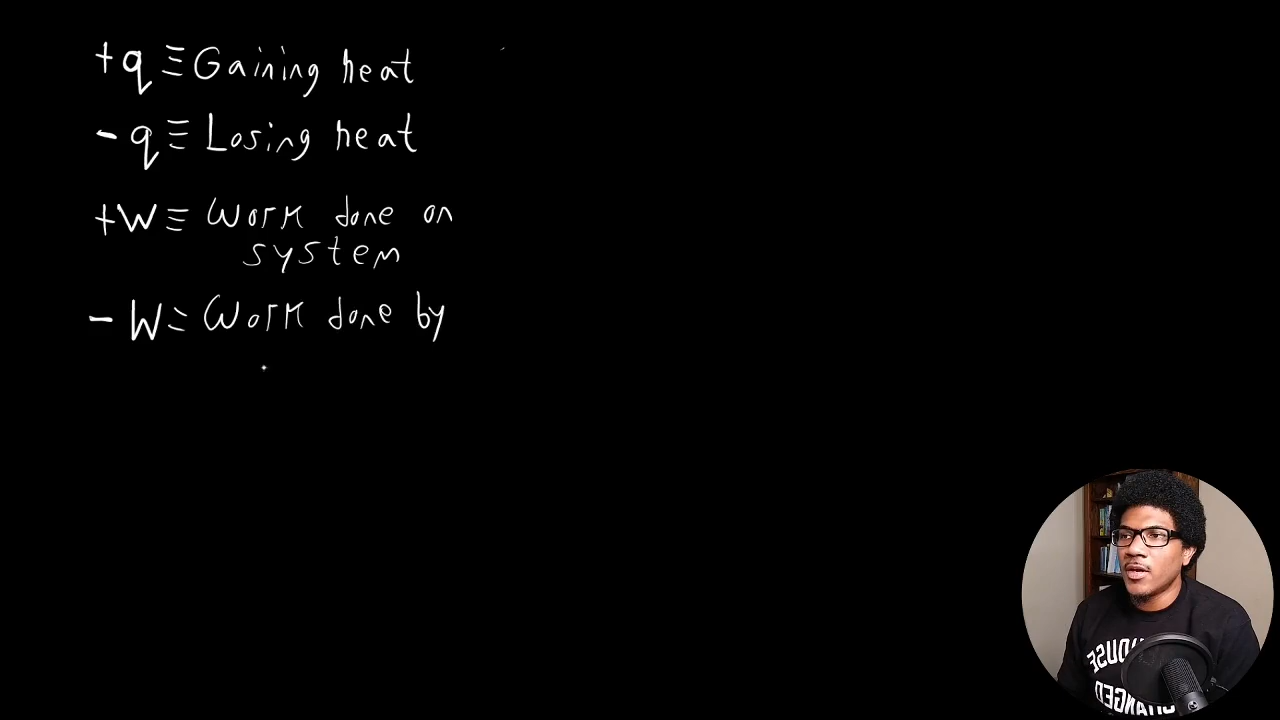 +q ≡ Gaining heat
- q ≡ Losing heat
+W ≡ Work done on
system
- W ≡ Work done by